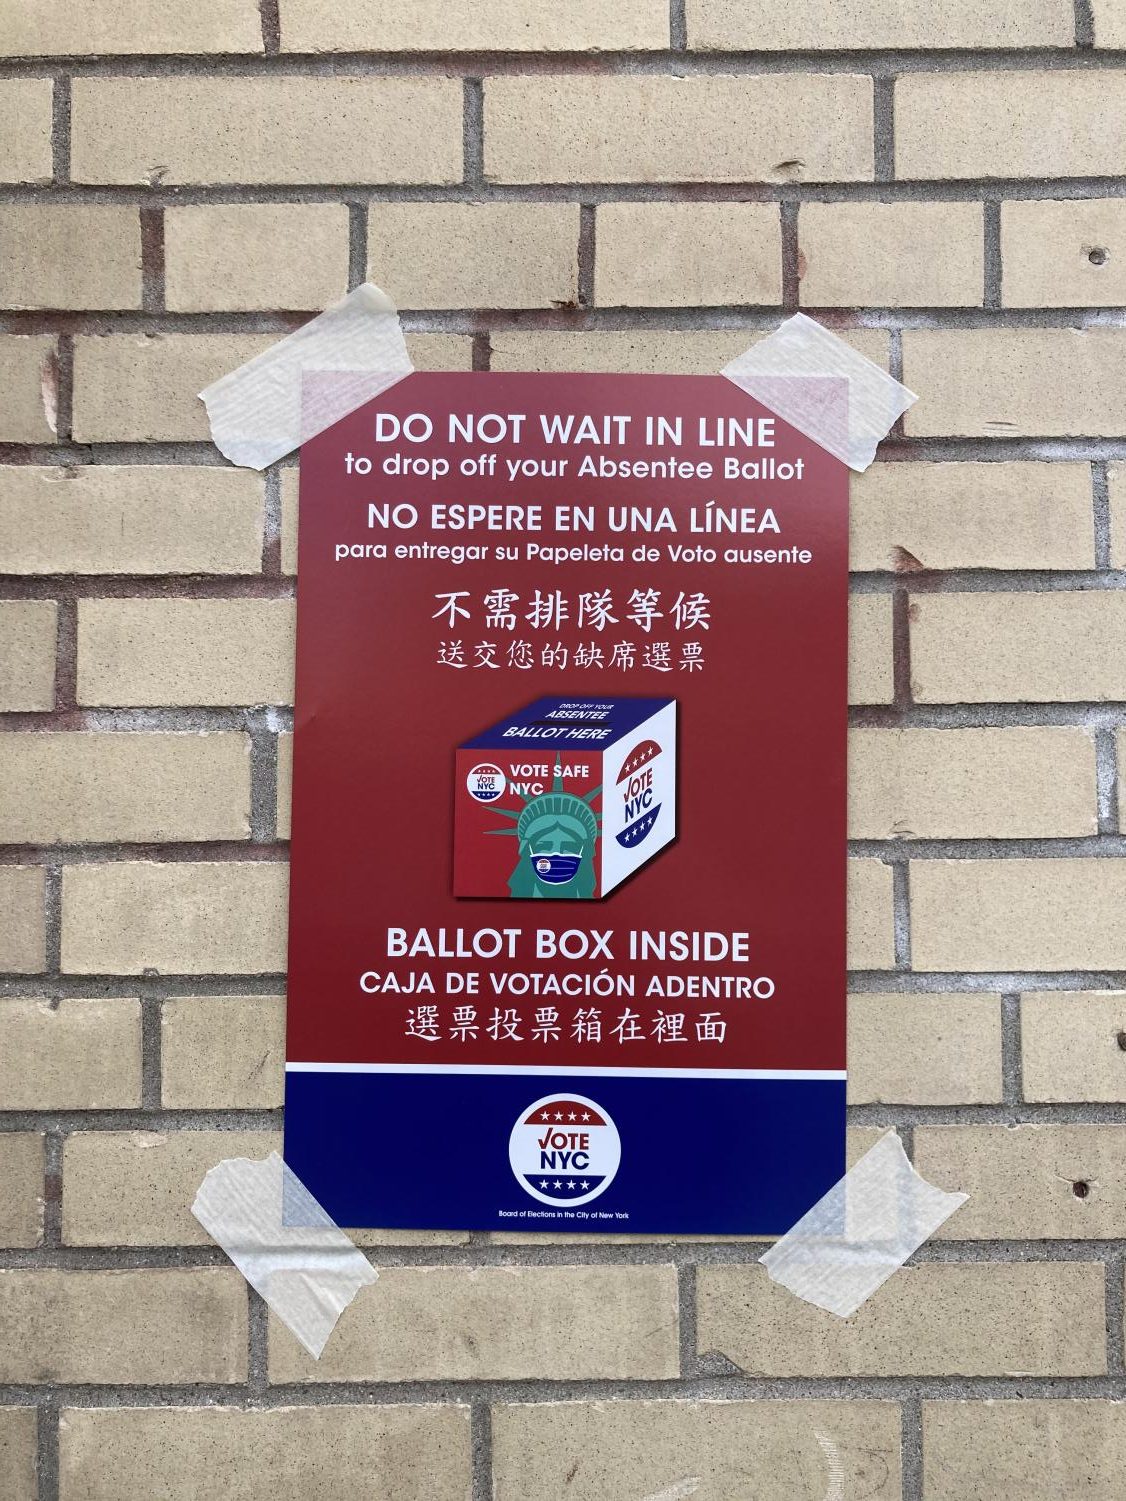 DO NOT WAIT IN LINE
to drop off your Absentee Ballot
NO ESPERE EN UNA LÍNEA
para entregar su Papeleta de Voto ausente
不需排隊等候
送交您的缺席選票
DROP OFF YOUR
ABSENTEE
BALLOT HERE
VOTE
NYC
VOTE SAFE
NYC
VOTE
NYC
BALLOT BOX INSIDE
CAJA DE VOTACIÓN ADENTRO
選票投票箱在裡面
VOTE
NYC
Board of Elections in the City of New York